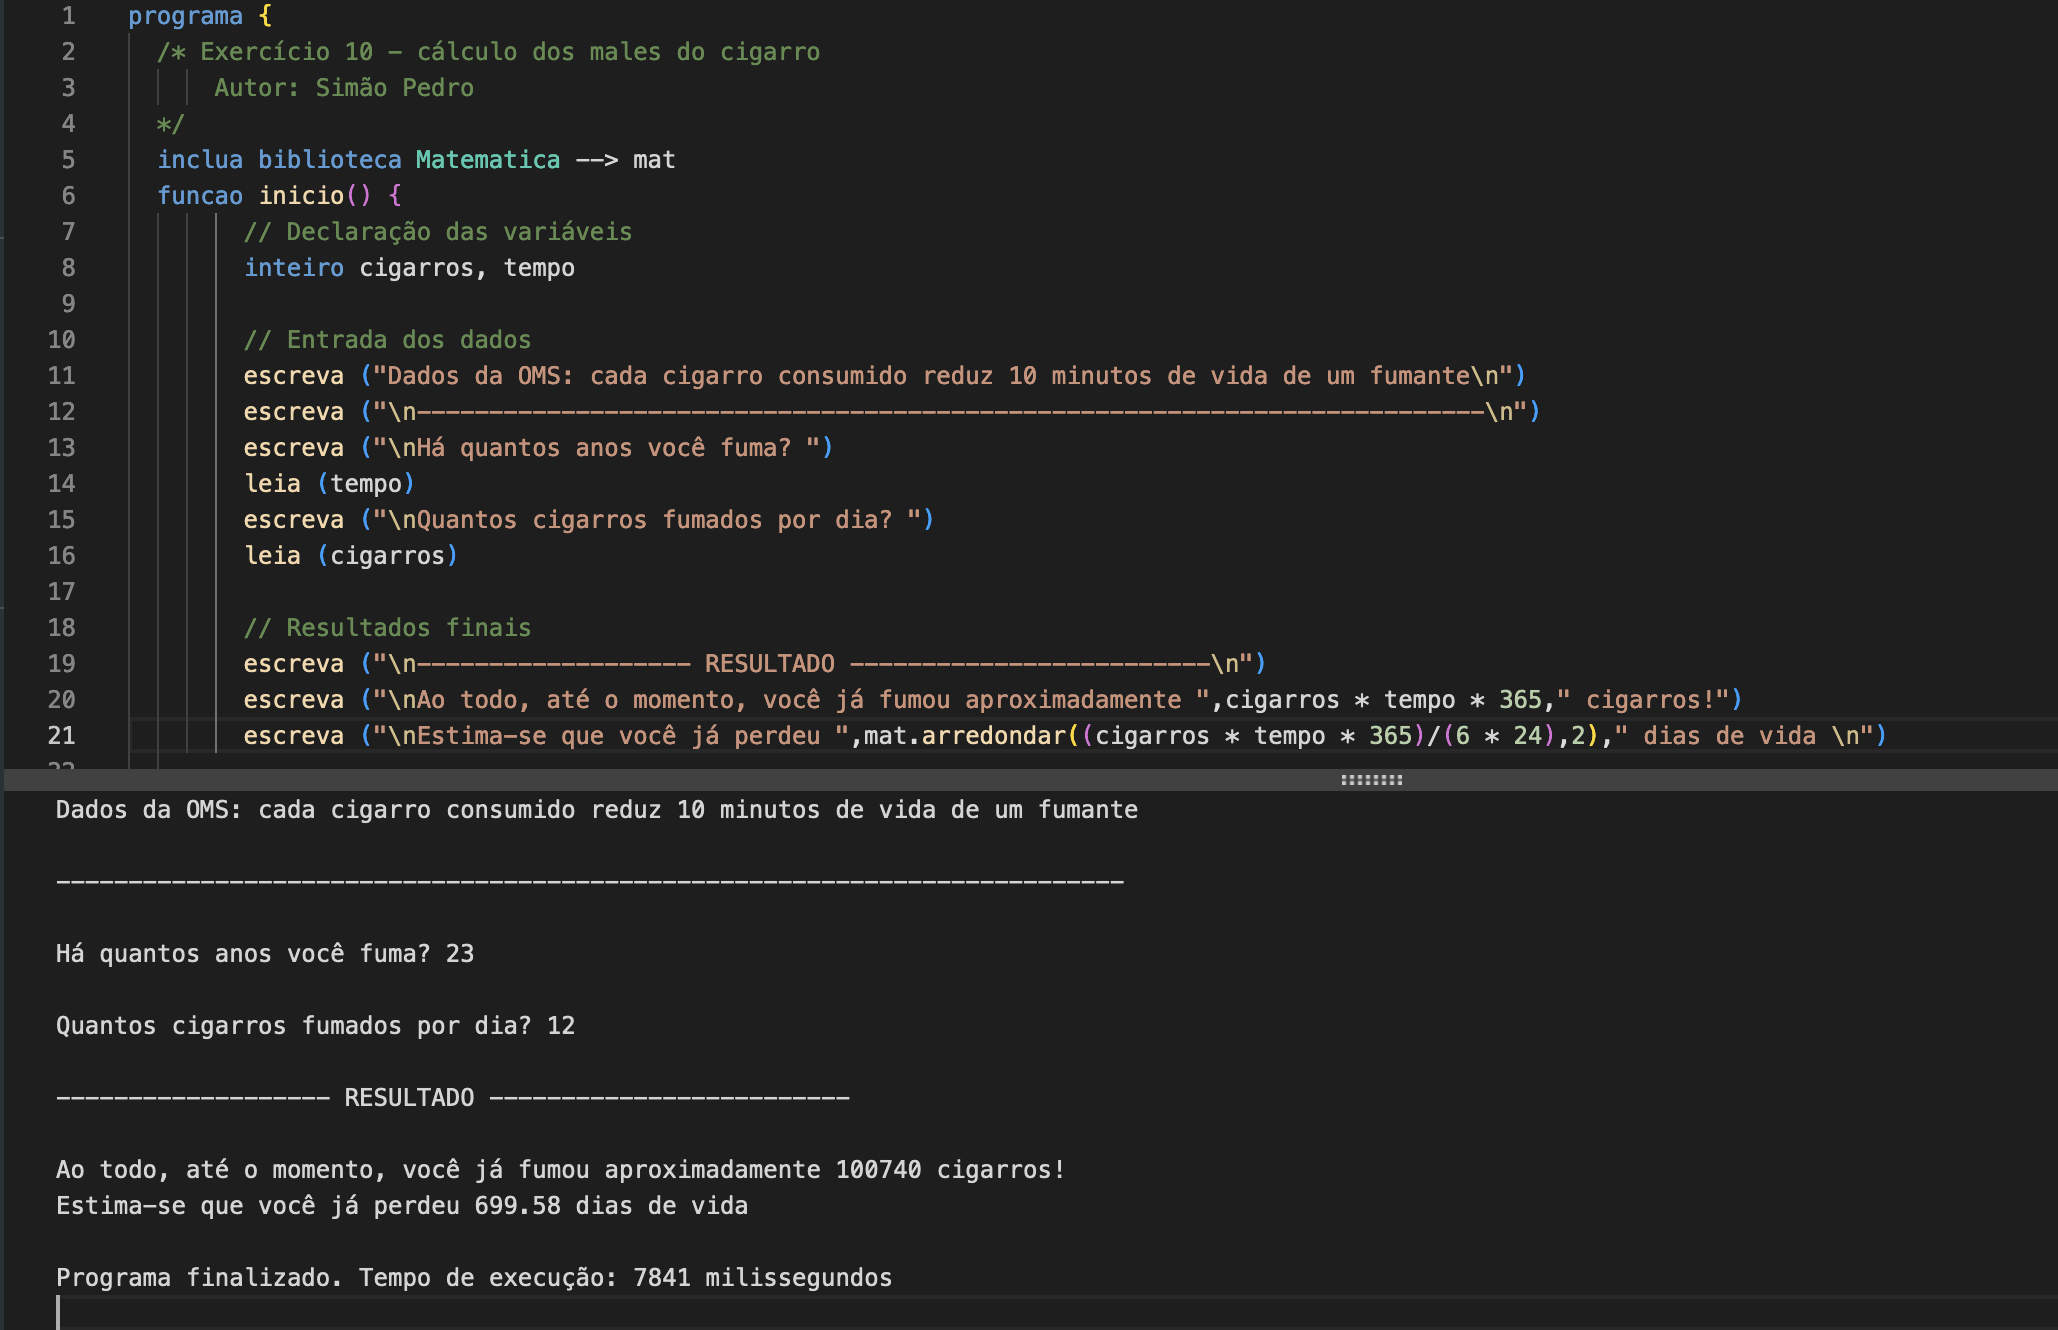 1 programa {
2 /* Exercício 10 - cálculo dos males do cigarro
3 Autor: Simão Pedro
4 */
5 inclua biblioteca Matematica --> mat
6 funcao inicio() {
7 // Declaração das variáveis
8 inteiro cigarros, tempo
9
10 // Entrada dos dados
11 escreva ("Dados da OMS: cada cigarro consumido reduz 10 minutos de vida de um fumante\n")
12 escreva ("\n--------------------------------------------------------------------------\n")
13 escreva ("\nHá quantos anos você fuma? ")
14 leia (tempo)
15 escreva ("\nQuantos cigarros fumados por dia? ")
16 leia (cigarros)
17
18 // Resultados finais
19 escreva ("\n------------------- RESULTADO -------------------------\n")
20 escreva ("\nAo todo, até o momento, você já fumou aproximadamente ",cigarros * tempo * 365," cigarros!")
21 escreva ("\nEstima-se que você já perdeu ",mat.arredondar((cigarros * tempo * 365)/(6 * 24),2)," dias de vida \n")
Dados da OMS: cada cigarro consumido reduz 10 minutos de vida de um fumante
--------------------------------------------------------------------------
Há quantos anos você fuma? 23
Quantos cigarros fumados por dia? 12
------------------- RESULTADO -------------------------
Ao todo, até o momento, você já fumou aproximadamente 100740 cigarros!
Estima-se que você já perdeu 699.58 dias de vida
Programa finalizado. Tempo de execução: 7841 milissegundos